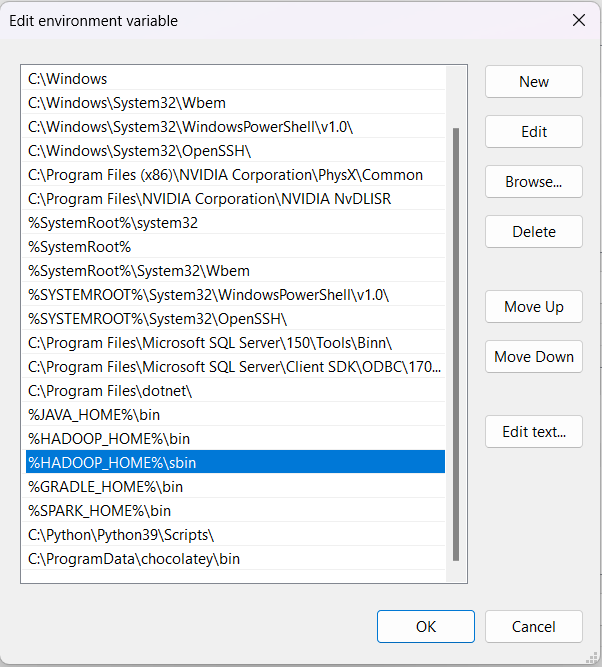 Edit environment variable
C:\Windows
C:\Windows\System32\Wbem
C:\Windows\System32\WindowsPowerShell\v1.0\
C:\Windows\System32\OpenSSH\
C:\Program Files (x86)\NVIDIA Corporation\PhysX\Common
C:\Program Files\NVIDIA Corporation\NVIDIA NvDLISR
%SystemRoot%\system32
%SystemRoot%
%SystemRoot%\System32\Wbem
%SYSTEMROOT%\System32\WindowsPowerShell\v1.0\
%SYSTEMROOT%\System32\OpenSSH\
C:\Program Files\Microsoft SQL Server\150\Tools\Binn\
C:\Program Files\Microsoft SQL Server\Client SDK\ODBC\170...
C:\Program Files\dotnet\
%JAVA_HOME%\bin
%HADOOP_HOME%\bin
%HADOOP_HOME%\sbin
%GRADLE_HOME%\bin
%SPARK_HOME%\bin
C:\Python\Python39\Scripts\
C:\ProgramData\chocolatey\bin
New
Edit
Browse...
Delete
Move Up
Move Down
Edit text...
OK
Cancel